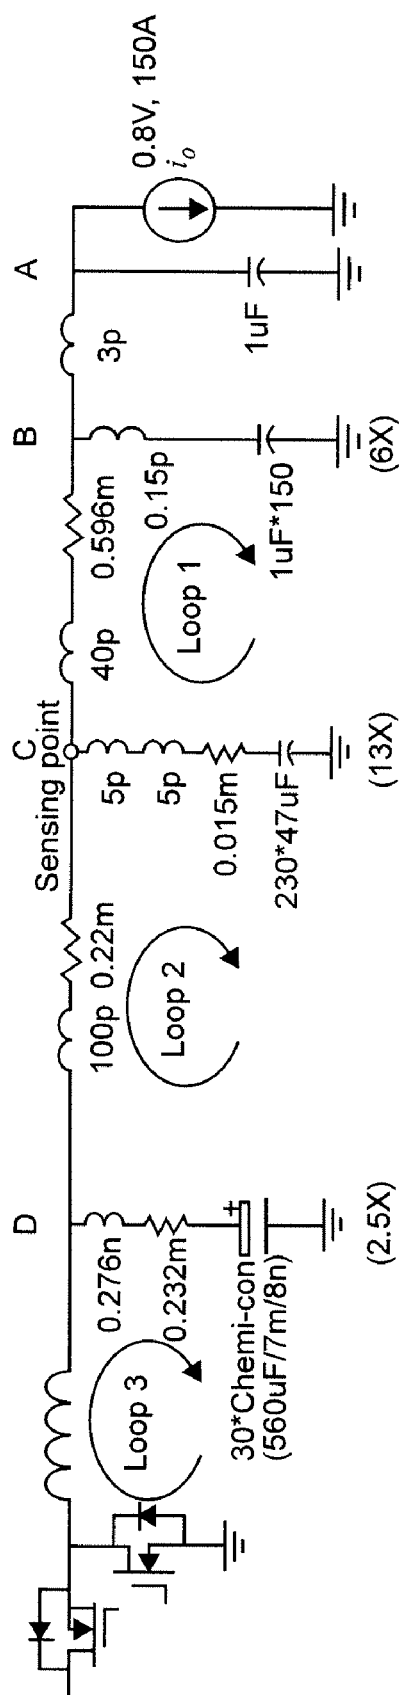 A
B
C
Sensing point
D
0.8V, 150A
i_o
3p
1uF
0.596m
40p
0.15p
Loop 1
1uF*150
(6X)
5p
5p
0.015m
230*47uF
(13X)
100p 0.22m
Loop 2
0.276n
0.232m
+
30*Chemi-con
(560uF/7m/8n)
(2.5X)
Loop 3